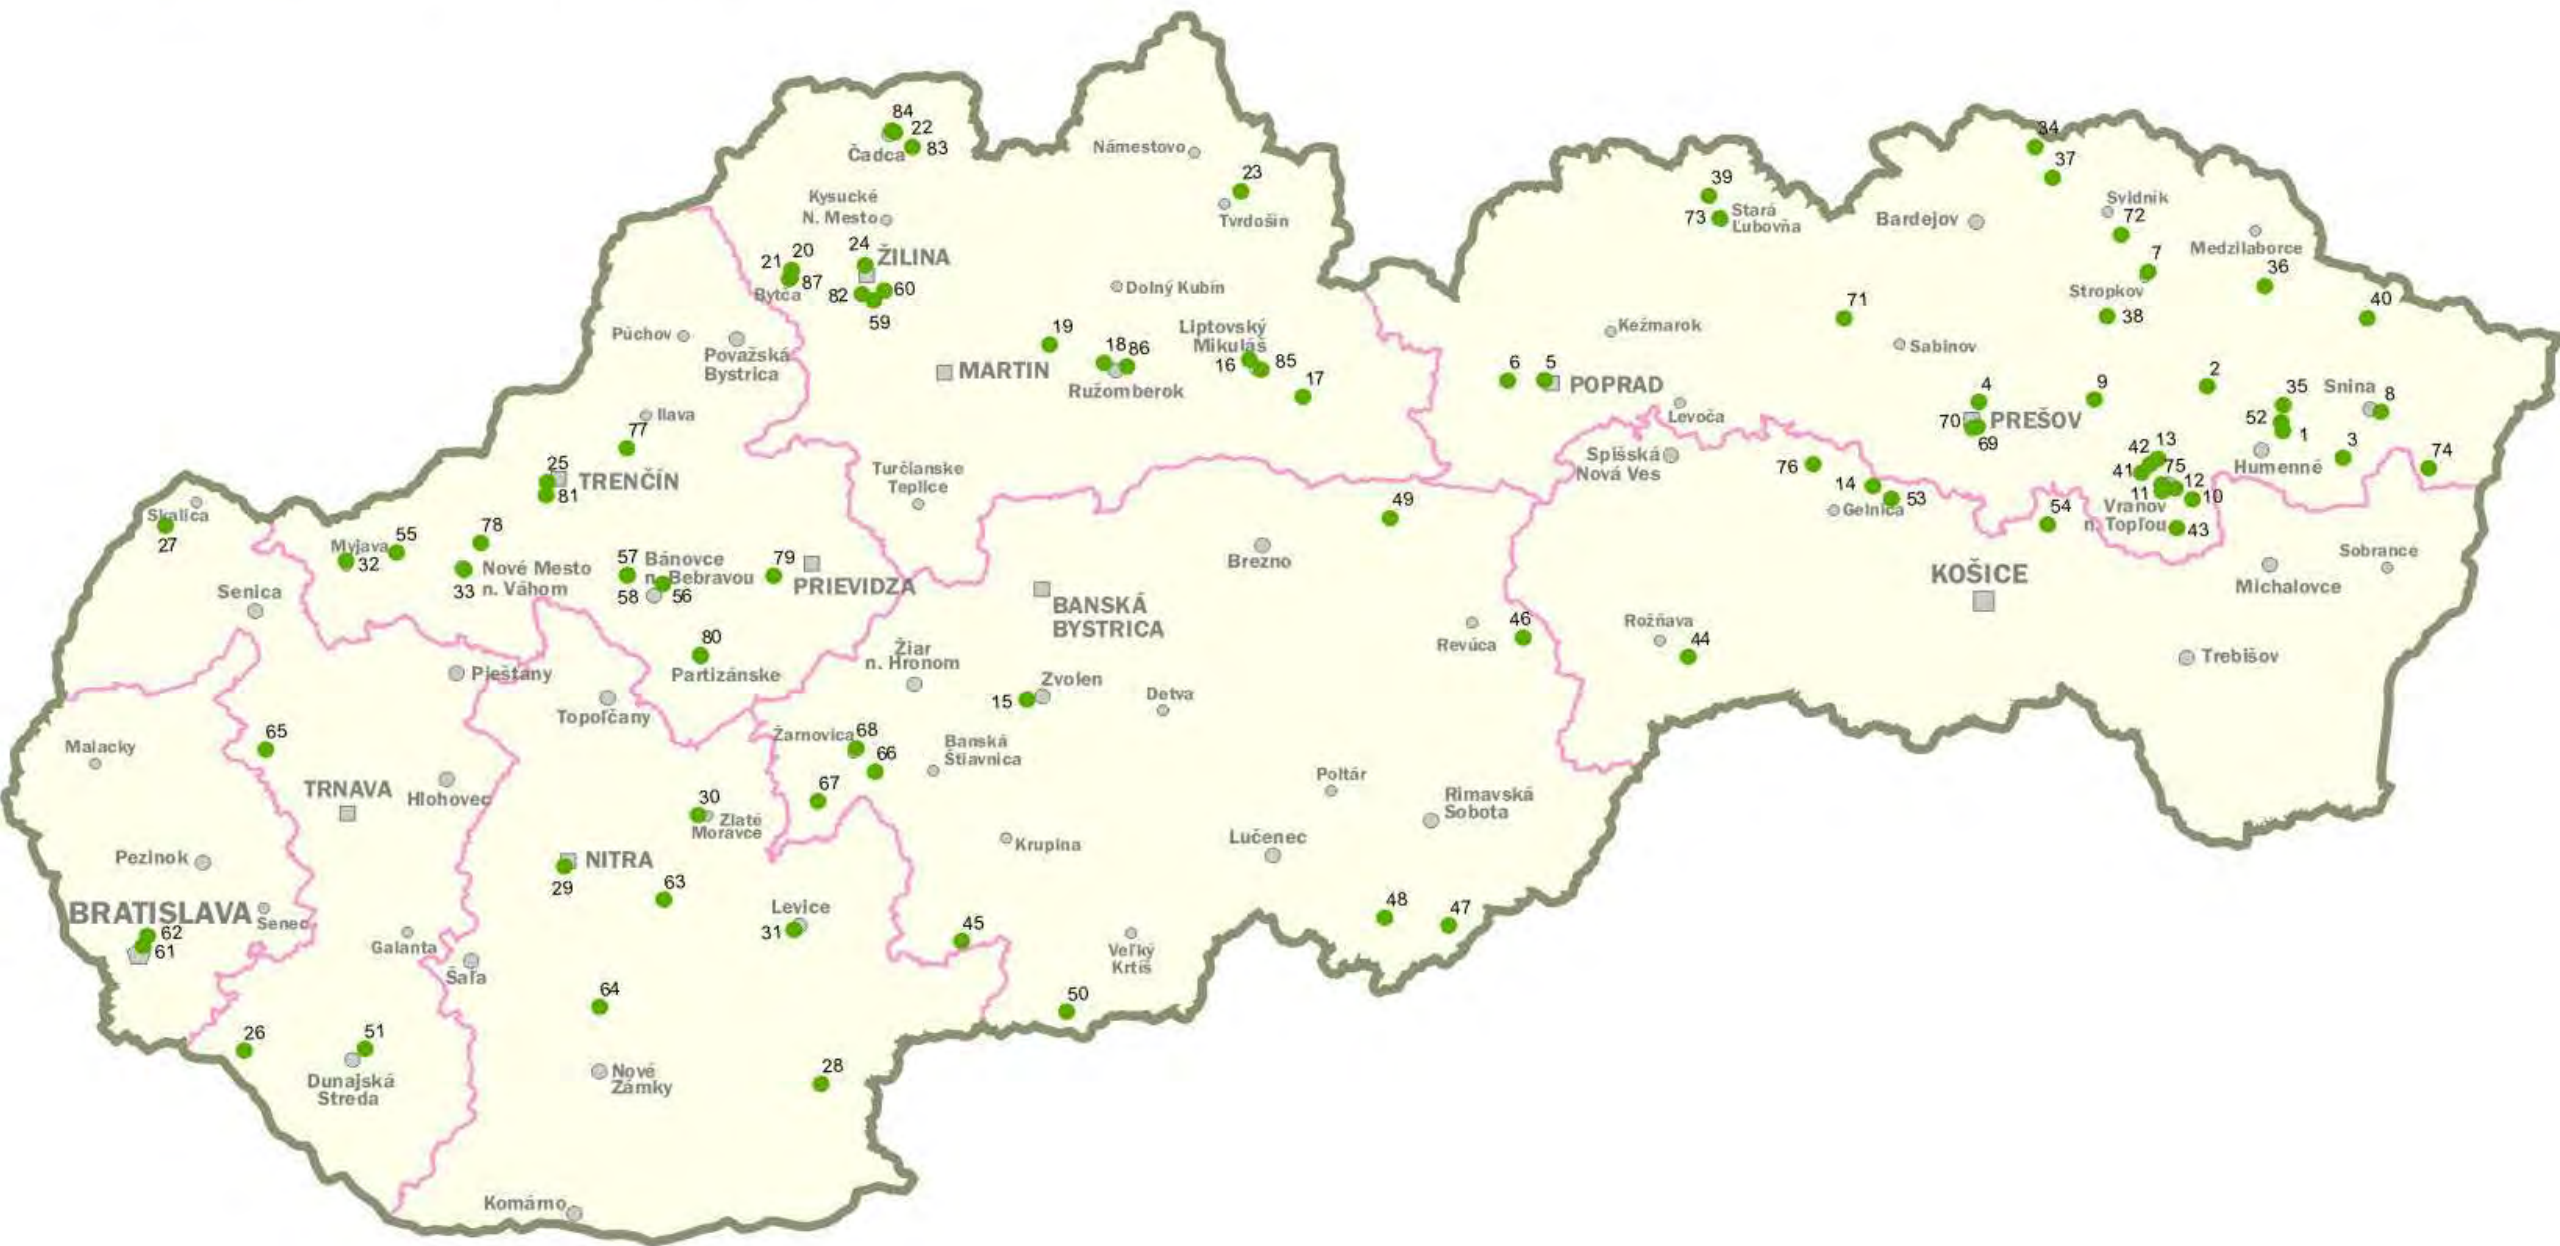 84
22
Čadca
83
Námestovo
23
Tvrdošín
Kysucké
N. Mesto
24
ŽILINA
21
20
87
Bytča
82
60
59
Dolný Kubín
Púchov
Považská
Bystrica
19
MARTIN
18
86
Ružomberok
Liptovský
Mikuláš
16
85
17
34
37
39
73
Stará
Ľubovňa
Bardejov
Svidník
72
7
Medzilaborce
36
Stropkov
38
40
71
Kežmarok
Sabinov
6
5
POPRAD
Levoča
4
70
PREŠOV
69
9
2
35
Snina
8
52
1
3
74
Humenné
42
13
41
75
12
11
10
Vranov
n. Topľou
43
Ilava
77
25
TRENČÍN
81
Turčianske
Teplice
Spišská
Nová Ves
76
14
53
Gelnica
54
49
Skalica
27
Myjava
32
55
78
Nové Mesto
33
n. Váhom
57
Bánovce
n. Bebravou
58
56
79
PRIEVIDZA
Brezno
Sobrance
Michalovce
KOŠICE
Senica
BANSKÁ
BYSTRICA
46
Revúca
Rožňava
44
Trebišov
80
Partizánske
Žiar
n. Hronom
Piešťany
Topoľčany
Zvolen
15
Detva
65
Malacky
Žarnovica
68
66
Banská
Štiavnica
67
Poltár
Rimavská
Sobota
TRNAVA
Hlohovec
30
Zlaté
Moravce
Krupina
Lučenec
Pezinok
NITRA
29
63
BRATISLAVA
Senec
62
61
Galanta
Šaľa
Levice
31
45
Veľký
Krtíš
48
47
64
50
26
51
Dunajská
Streda
Nové
Zámky
28
Komárno